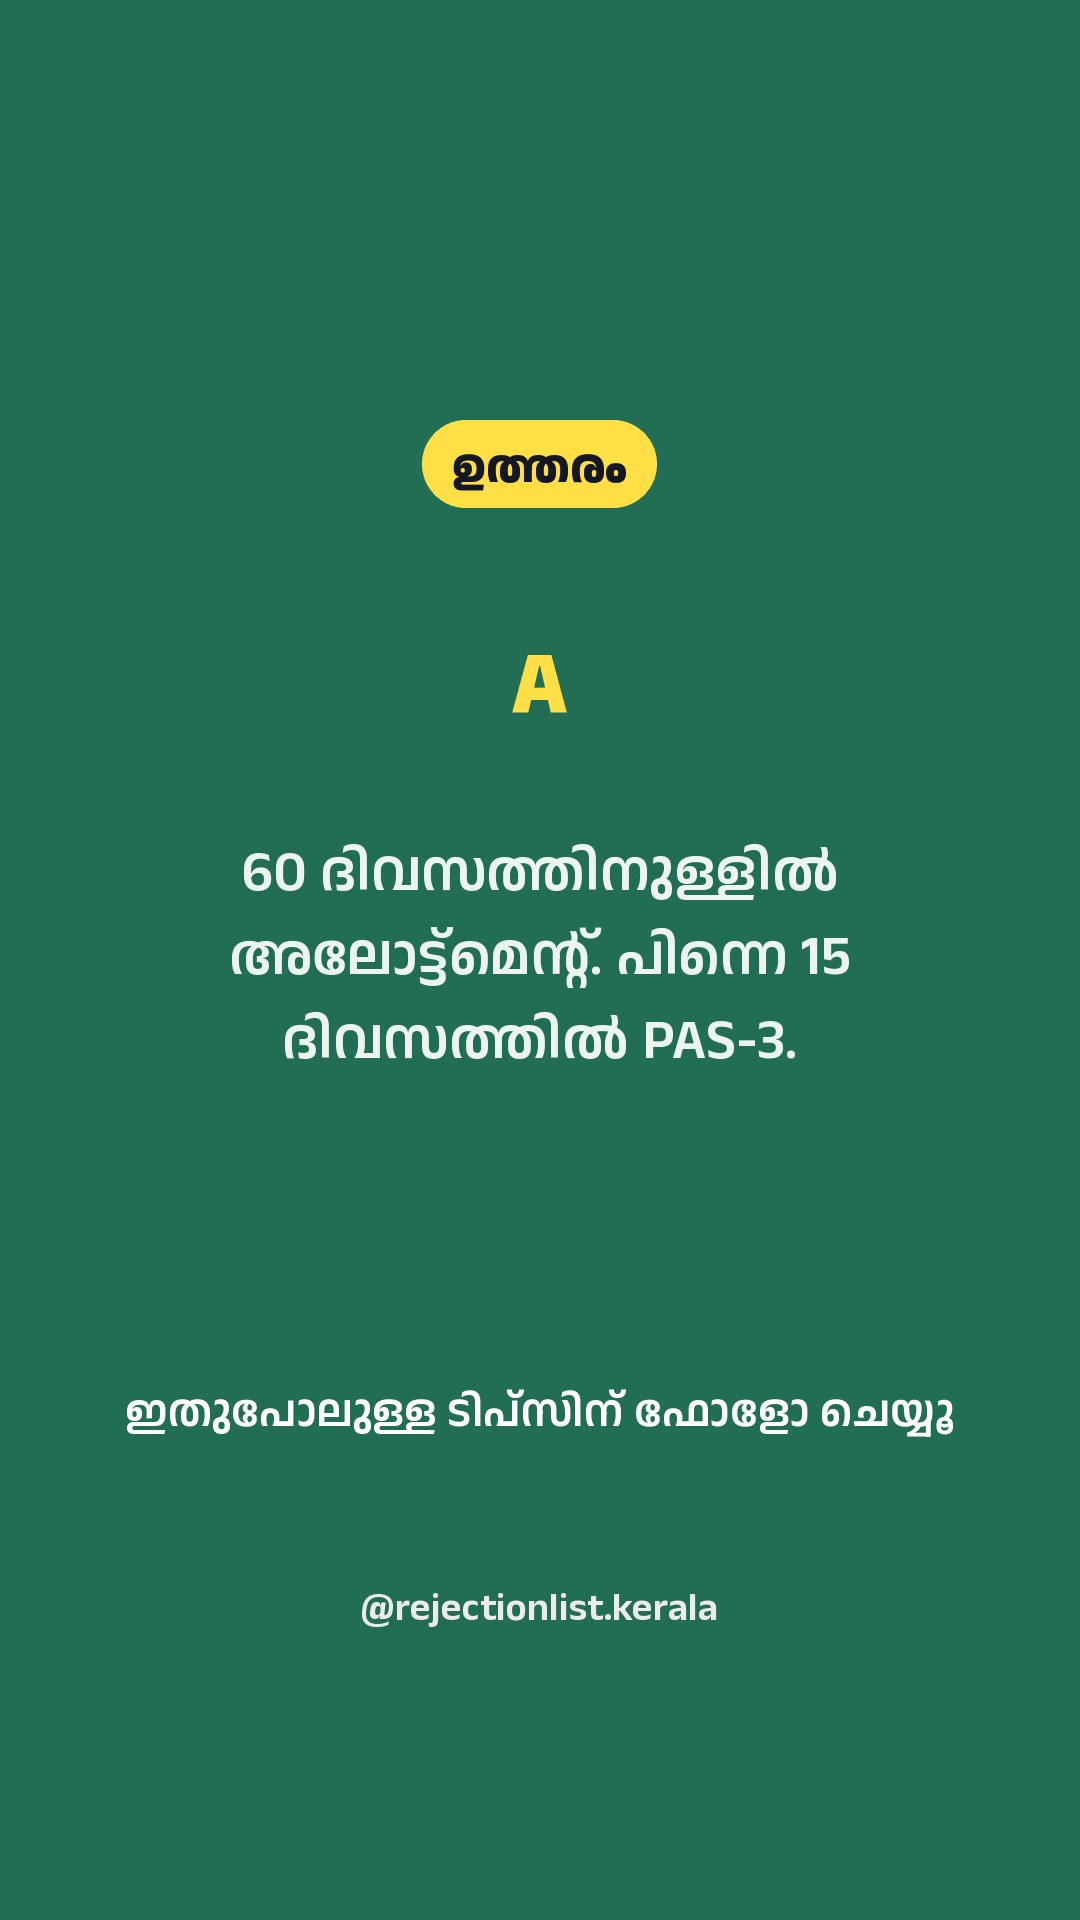 ഉത്തരം
A
60 ദിവസത്തിനുള്ളിൽ
അലോട്ട്മെന്റ്. പിന്നെ 15
ദിവസത്തിൽ PAS-3.
ഇതുപോലുള്ള ടിപ്സിന് ഫോളോ ചെയ്യൂ
@rejectionlist.kerala